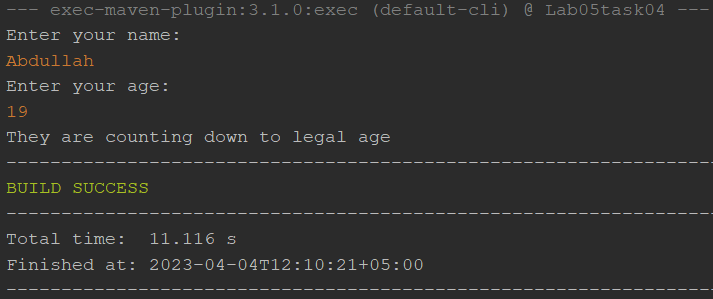 --- exec-maven-plugin:3.1.0:exec (default-cli) @ Lab05task04 ---
Enter your name:
Abdullah
Enter your age:
19
They are counting down to legal age
------------------------------------------------------------------------
BUILD SUCCESS
------------------------------------------------------------------------
Total time:  11.116 s
Finished at: 2023-04-04T12:10:21+05:00
------------------------------------------------------------------------